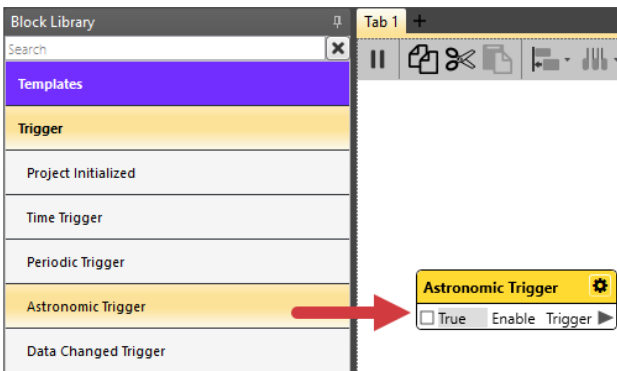 Block Library
Tab 1 +
Search
Templates
Trigger
Project Initialized
Time Trigger
Periodic Trigger
Astronomic Trigger
Data Changed Trigger
Astronomic Trigger
True Enable Trigger